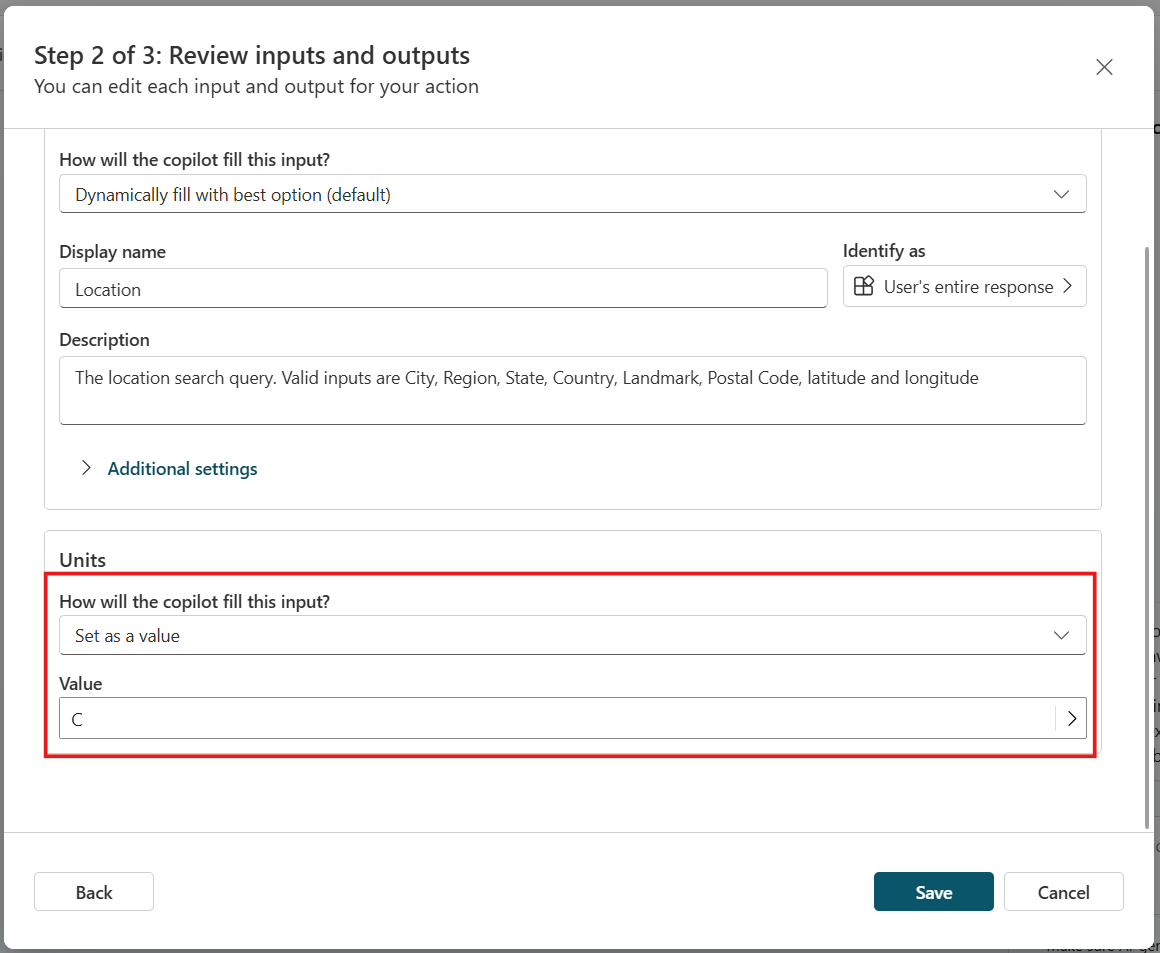 Step 2 of 3: Review inputs and outputs
You can edit each input and output for your action
How will the copilot fill this input?
Dynamically fill with best option (default)
Display name
Identify as
Location
User's entire response
Description
The location search query. Valid inputs are City, Region, State, Country, Landmark, Postal Code, latitude and longitude
Additional settings
Units
How will the copilot fill this input?
Set as a value
Value
C
Back
Save
Cancel